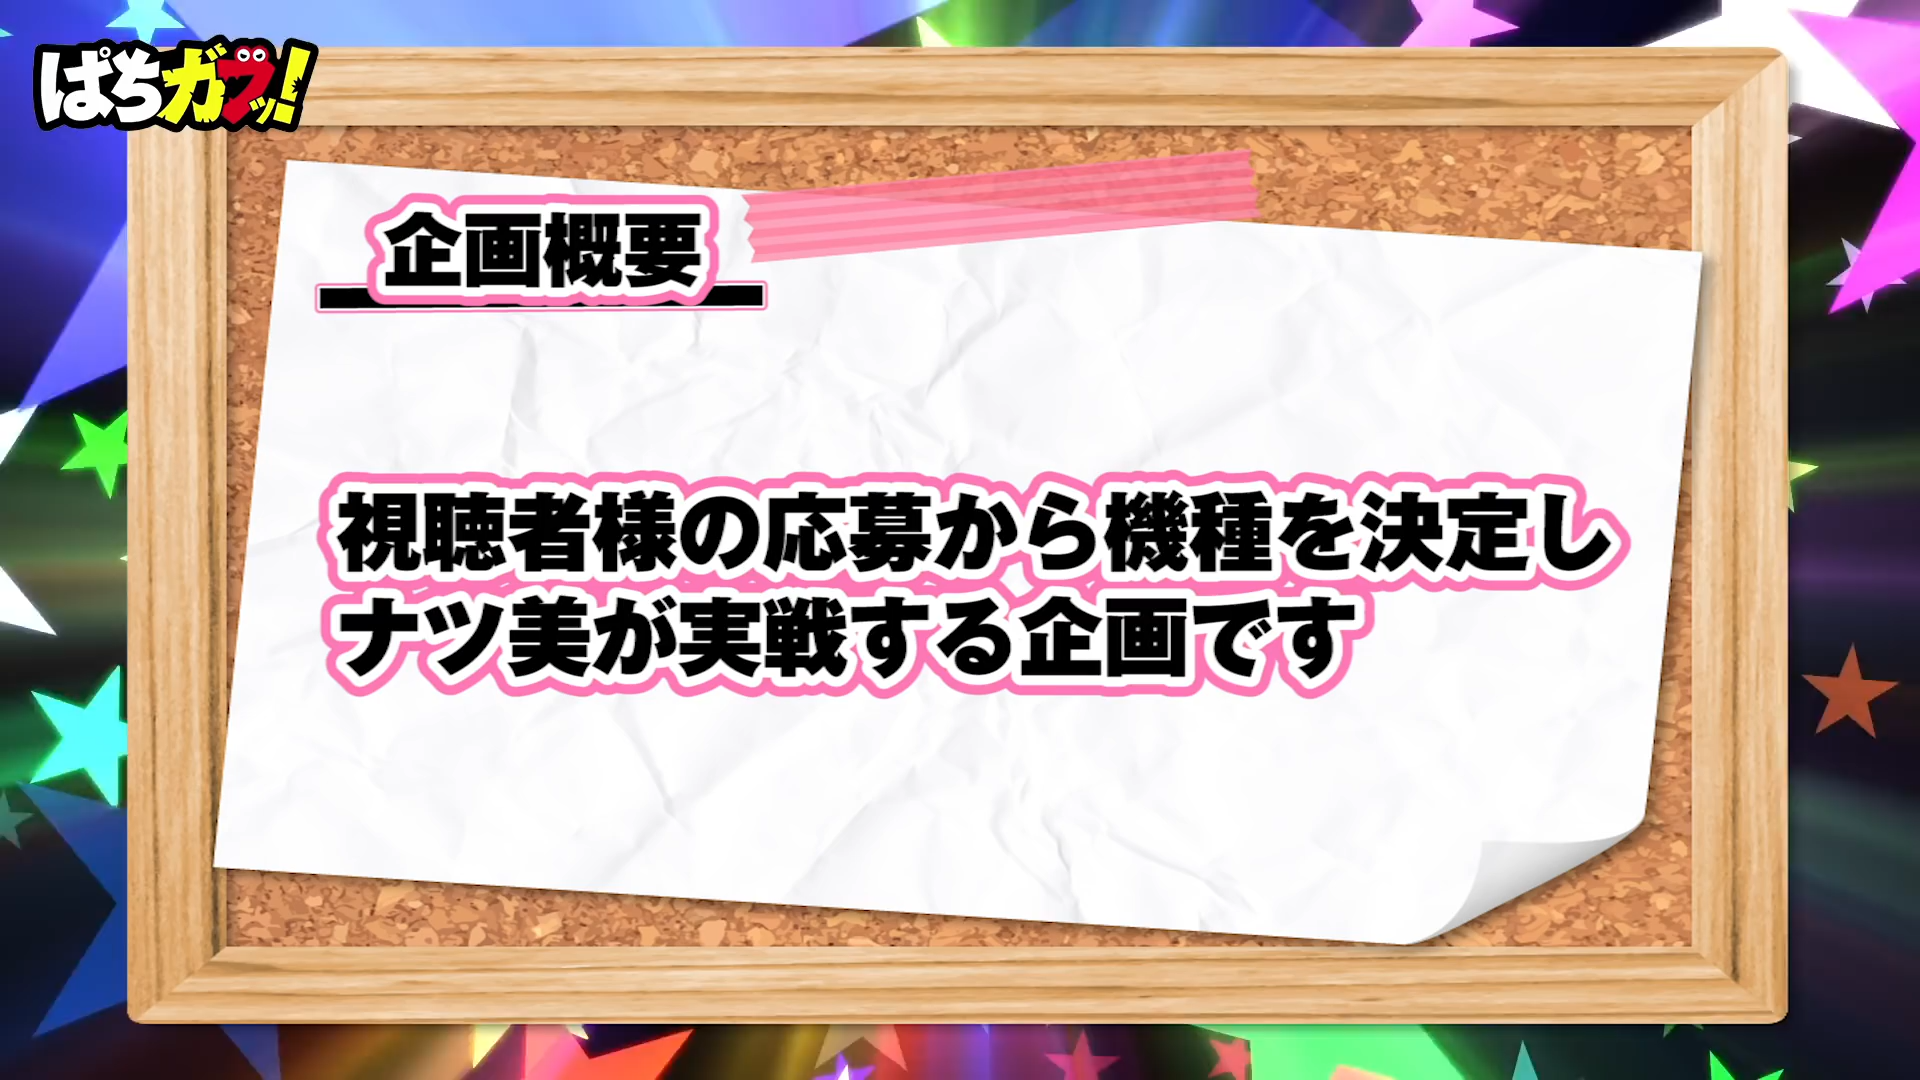 ぱちガブッ!
企画概要
視聴者様の応募から機種を決定し
ナツ美が実戦する企画です